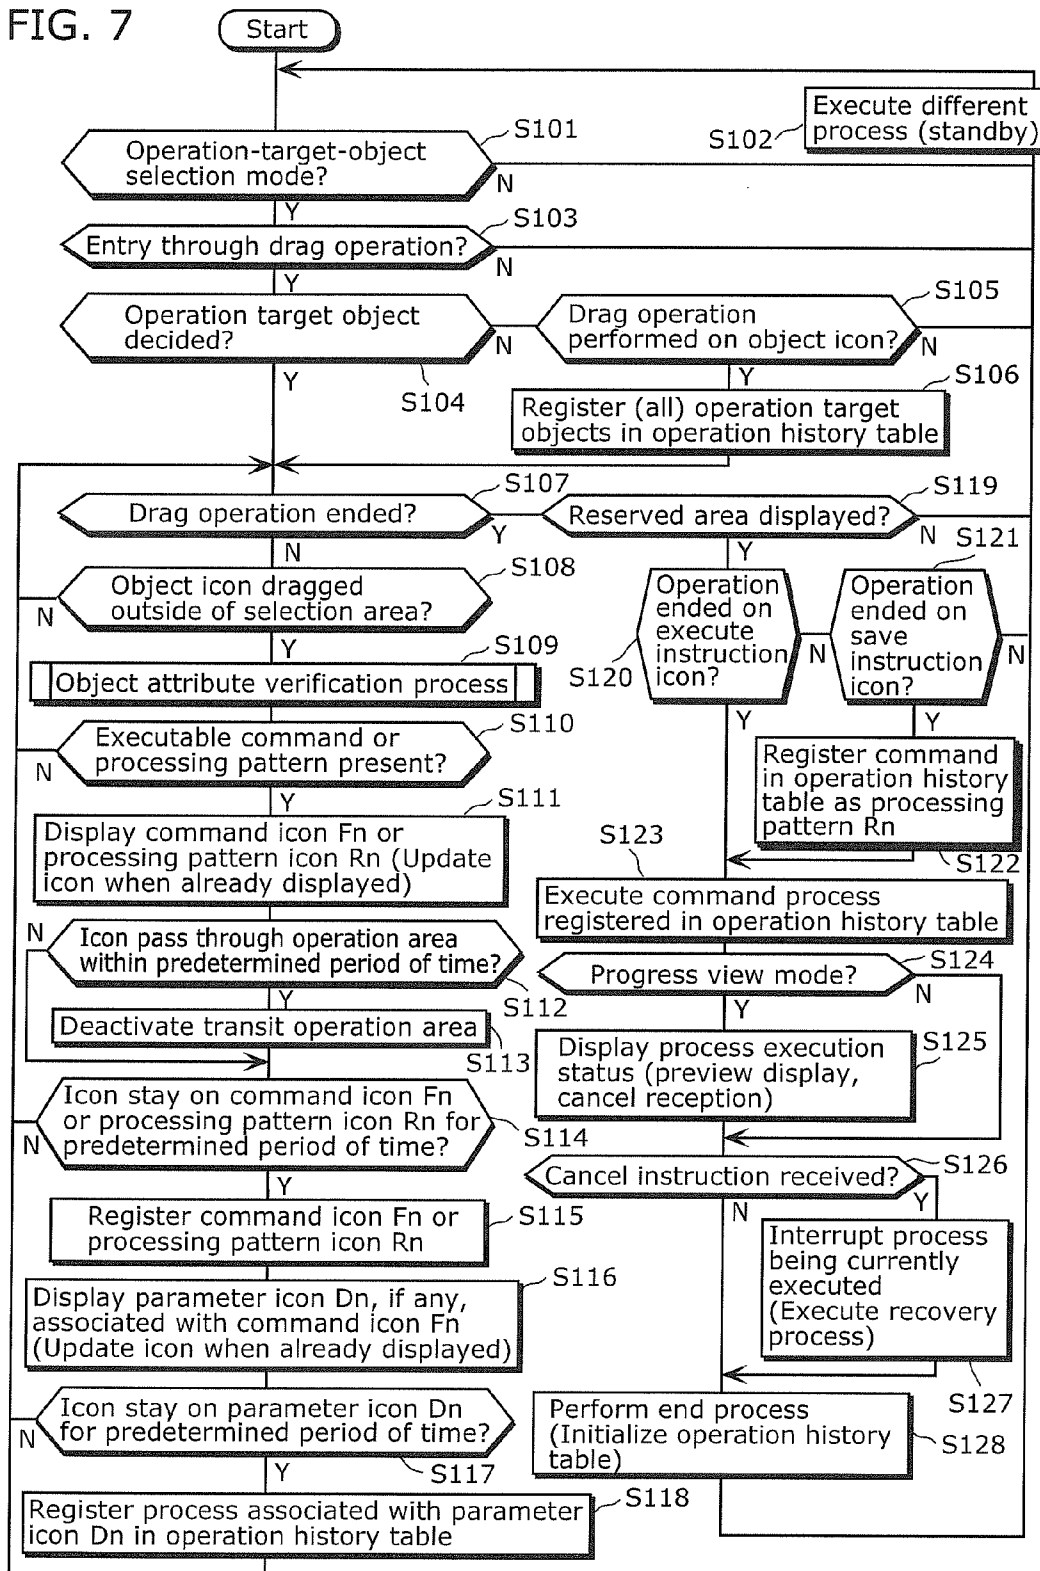 FIG. 7
Start
Execute different
process (standby)
S102
S101
Operation-target-object
selection mode?
N
Y
S103
Entry through drag operation?
N
Y
Operation target object
decided?
N
Y
S104
S105
Drag operation
performed on object icon?
N
Y
S106
Register (all) operation target
objects in operation history table
S107
Drag operation ended?
Y
N
S119
Reserved area displayed?
N
Y
S108
Object icon dragged
outside of selection area?
N
Y
S109
Object attribute verification process
S110
Executable command or
processing pattern present?
N
Y
S111
Display command icon Fn or
processing pattern icon Rn (Update
icon when already displayed)
N
Icon pass through operation area
within predetermined period of time?
Y
S112
Deactivate transit operation area
S113
Icon stay on command icon Fn
or processing pattern icon Rn for
predetermined period of time?
N
S114
Y
Register command icon Fn or
processing pattern icon Rn
S115
S116
Display parameter icon Dn, if any,
associated with command icon Fn
(Update icon when already displayed)
Icon stay on parameter icon Dn
for predetermined period of time?
N
S117
Y
S118
Register process associated with parameter
icon Dn in operation history table
Operation
ended on
execute
instruction
icon?
S120
N
Y
S121
Operation
ended on
save
instruction
icon?
N
Y
Register command
in operation history
table as processing
pattern Rn
S122
S123
Execute command process
registered in operation history table
S124
Progress view mode?
N
Y
S125
Display process execution
status (preview display,
cancel reception)
S126
Cancel instruction received?
Y
N
Interrupt process
being currently
executed
(Execute recovery
process)
S127
Perform end process
(Initialize operation history
table)
S128